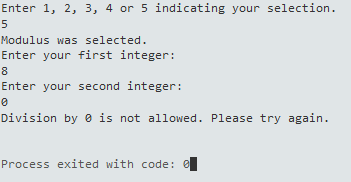 Enter 1, 2, 3, 4 or 5 indicating your selection.
5
Modulus was selected.
Enter your first integer:
8
Enter your second integer:
0
Division by 0 is not allowed. Please try again.
Process exited with code: 0